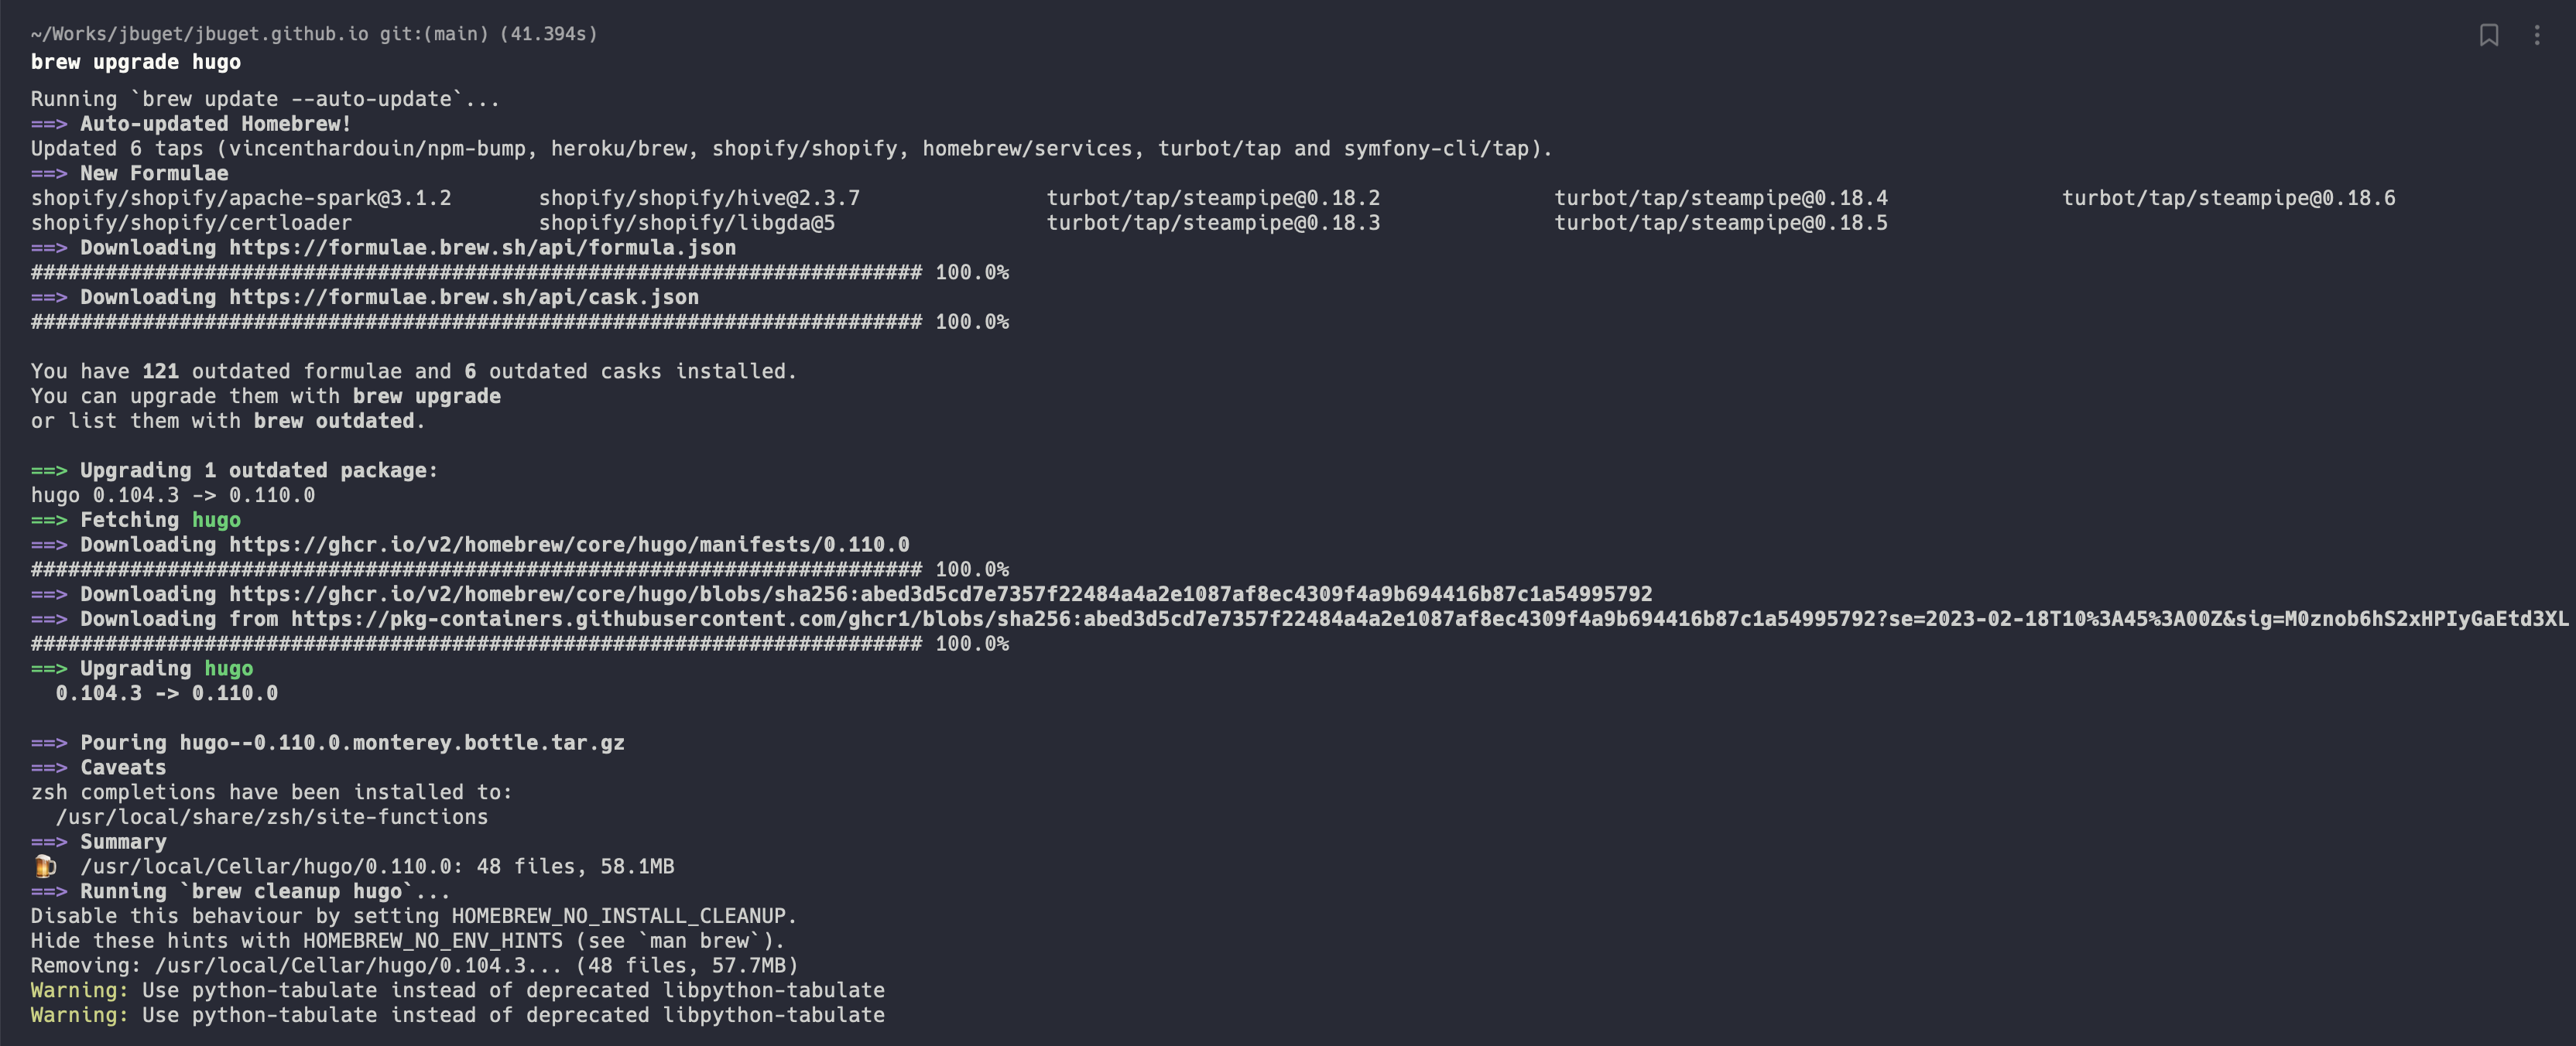 ~/Works/jbuget/jbuget.github.io git:(main) (41.394s)
brew upgrade hugo
Running `brew update --auto-update`...
==> Auto-updated Homebrew!
Updated 6 taps (vincenthardouin/npm-bump, heroku/brew, shopify/shopify, homebrew/services, turbot/tap and symfony-cli/tap).
==> New Formulae
shopify/shopify/apache-spark@3.1.2 shopify/shopify/hive@2.3.7 turbot/tap/steampipe@0.18.2 turbot/tap/steampipe@0.18.4 turbot/tap/steampipe@0.18.6
shopify/shopify/certloader shopify/shopify/libgda@5 turbot/tap/steampipe@0.18.3 turbot/tap/steampipe@0.18.5
==> Downloading https://formulae.brew.sh/api/formula.json
######################################################################## 100.0%
==> Downloading https://formulae.brew.sh/api/cask.json
######################################################################## 100.0%
You have 121 outdated formulae and 6 outdated casks installed.
You can upgrade them with brew upgrade
or list them with brew outdated.
==> Upgrading 1 outdated package:
hugo 0.104.3 -> 0.110.0
==> Fetching hugo
==> Downloading https://ghcr.io/v2/homebrew/core/hugo/manifests/0.110.0
######################################################################## 100.0%
==> Downloading https://ghcr.io/v2/homebrew/core/hugo/blobs/sha256:abed3d5cd7e7357f22484a4a2e1087af8ec4309f4a9b694416b87c1a54995792
==> Downloading from https://pkg-containers.githubusercontent.com/ghcr1/blobs/sha256:abed3d5cd7e7357f22484a4a2e1087af8ec4309f4a9b694416b87c1a54995792?se=2023-02-18T10%3A45%3A00Z&sig=M0znob6hS2xHPIyGaEtd3XL
######################################################################## 100.0%
==> Upgrading hugo
0.104.3 -> 0.110.0
==> Pouring hugo--0.110.0.monterey.bottle.tar.gz
==> Caveats
zsh completions have been installed to:
/usr/local/share/zsh/site-functions
==> Summary
🍺 /usr/local/Cellar/hugo/0.110.0: 48 files, 58.1MB
==> Running `brew cleanup hugo`...
Disable this behaviour by setting HOMEBREW_NO_INSTALL_CLEANUP.
Hide these hints with HOMEBREW_NO_ENV_HINTS (see `man brew`).
Removing: /usr/local/Cellar/hugo/0.104.3... (48 files, 57.7MB)
Warning: Use python-tabulate instead of deprecated libpython-tabulate
Warning: Use python-tabulate instead of deprecated libpython-tabulate